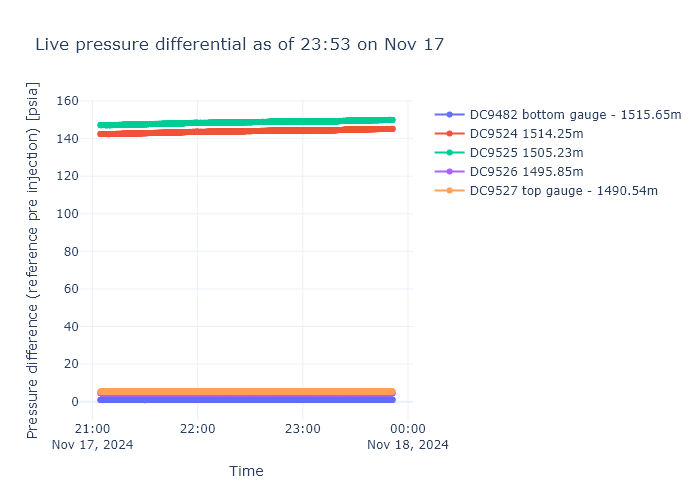 Live pressure differential as of 23:53 on Nov 17
Pressure difference (reference pre injection) [psia]
160
140
120
100
80
60
40
20
0
21:00
Nov 17, 2024
22:00
23:00
00:00
Nov 18, 2024
Time
DC9482 bottom gauge - 1515.65m
DC9524 1514.25m
DC9525 1505.23m
DC9526 1495.85m
DC9527 top gauge - 1490.54m